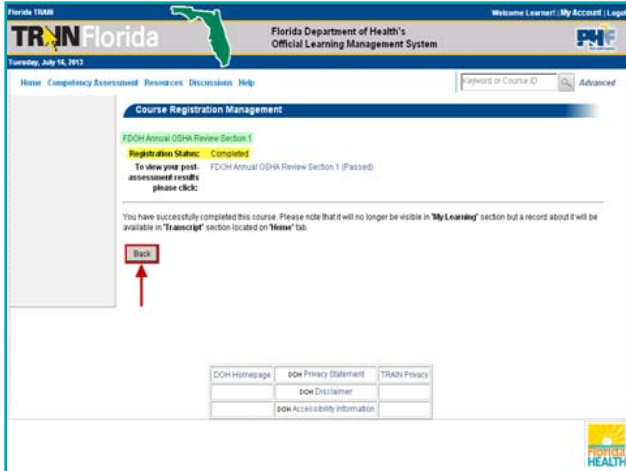 Florida TRAIN
Welcome Learner! | My Account | Logout
TRAIN Florida
Florida Department of Health's
Official Learning Management System
PHF
Tuesday, July 16, 2013
Home Competency Assessment Resources Discussions Help
Keyword or Course ID
Advanced
Course Registration Management
FDOH Annual OSHA Review Section 1
Registration Status: Completed
To view your post-assessment results please click: FDOH Annual OSHA Review Section 1 (Passed)
You have successfully completed this course. Please note that it will no longer be visible in "My Learning" section but a record about it will be
available in "Transcript" section located on "Home" tab.
Back
DOH Homepage DOH Privacy Statement TRAIN Privacy
DOH Disclaimer
DOH Accessibility Information
Florida
HEALTH